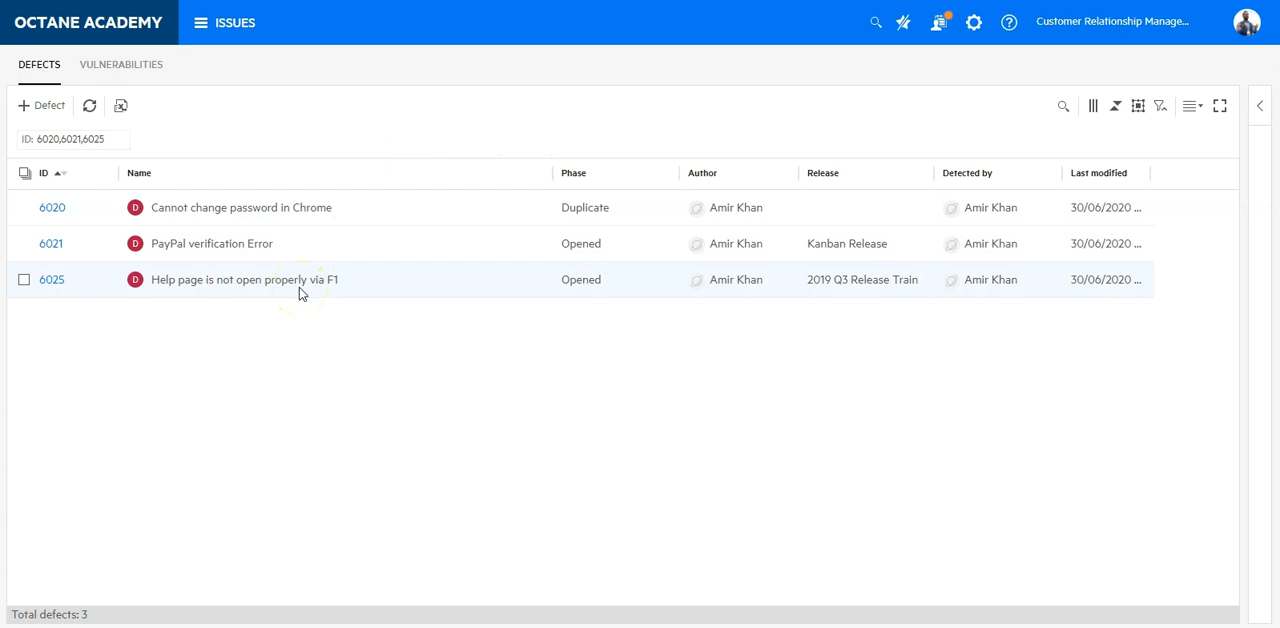 OCTANE ACADEMY ISSUES Customer Relationship Manage...
DEFECTS VULNERABILITIES
+ Defect
ID: 6020,6021,6025
ID Name Phase Author Release Detected by Last modified
6020 D Cannot change password in Chrome Duplicate Amir Khan Amir Khan 30/06/2020 ...
6021 D PayPal verification Error Opened Amir Khan Kanban Release Amir Khan 30/06/2020 ...
6025 D Help page is not open properly via F1 Opened Amir Khan 2019 Q3 Release Train Amir Khan 30/06/2020 ...
Total defects: 3